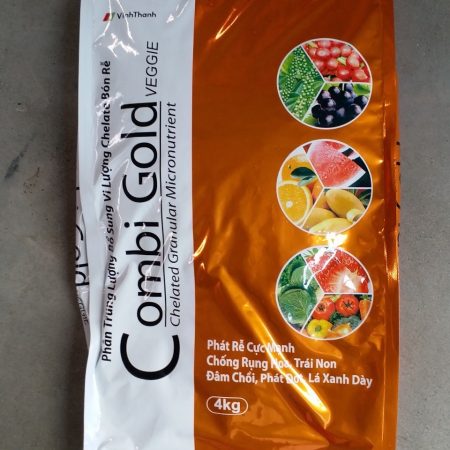 VinhThanh
Phân Trung Lượng bổ sung Vi Lượng Chelate Bón Rễ
Combi Gold
VEGGIE
Chelated Granular Micronutrient
Phát Rễ Cực Mạnh
Chống Rụng Hoa, Trái Non
Đâm Chồi, Phát Đọt, Lá Xanh Dày
4kg